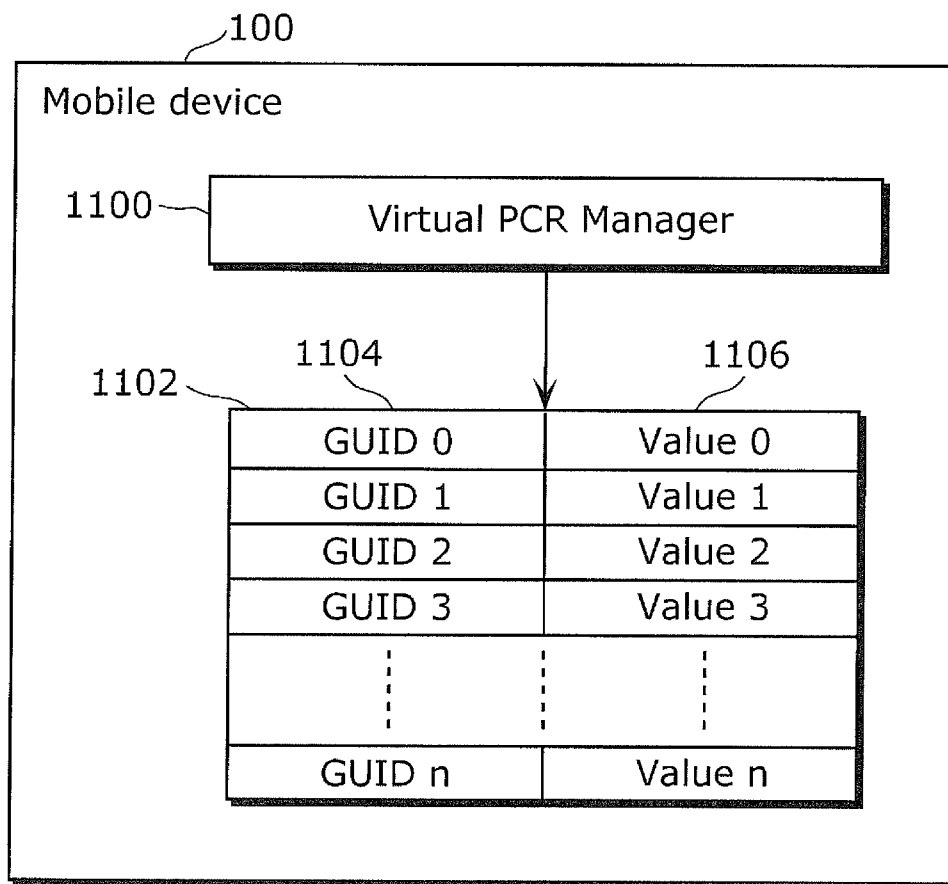 100
Mobile device
1100
Virtual PCR Manager
1104
1106
1102
GUID 0 Value 0
GUID 1 Value 1
GUID 2 Value 2
GUID 3 Value 3
GUID n Value n